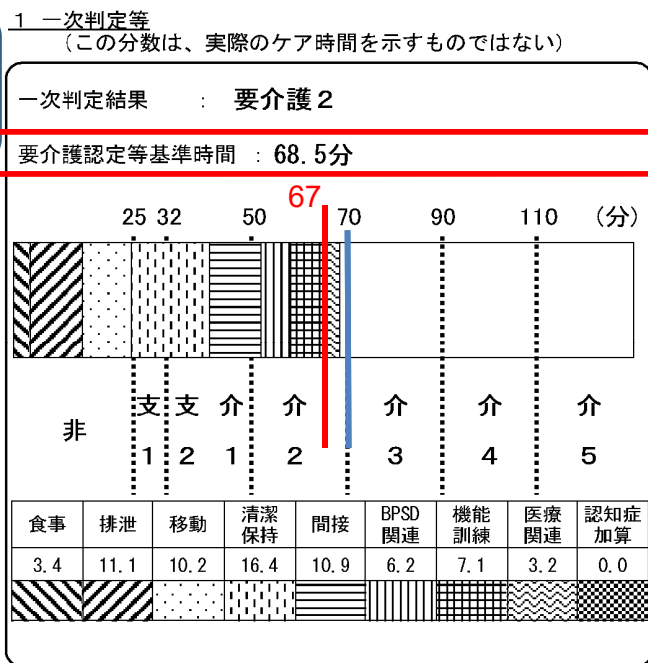 1 一次判定等
（この分数は、実際のケア時間を示すものではない）
一次判定結果 ： 要介護２
要介護認定等基準時間 ： 68.5分
67
25 32 50 70 90 110 （分）
非 支1 支2 介1 介2 介3 介4 介5
食事 排泄 移動 清潔保持 間接 BPSD関連 機能訓練 医療関連 認知症加算
3.4 11.1 10.2 16.4 10.9 6.2 7.1 3.2 0.0